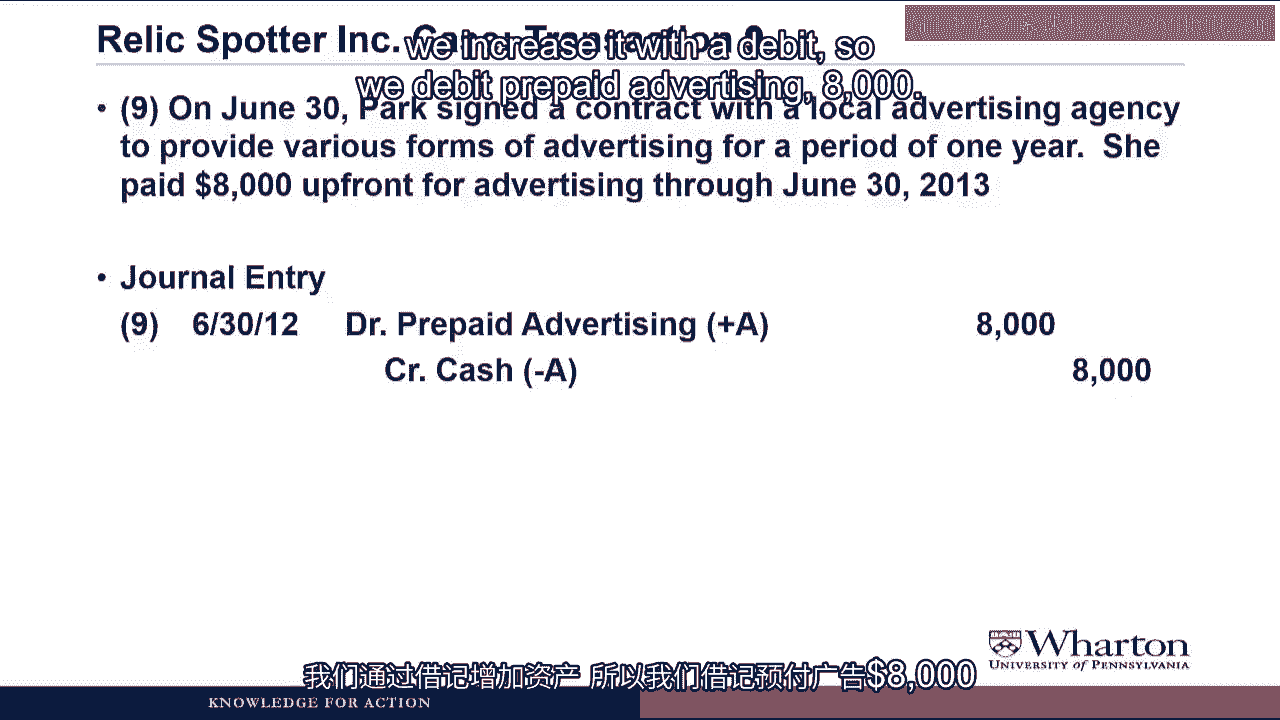 Relic Spotter Inc. Case: Transaction 9
we increase it with a debit, so
we debit prepaid advertising, 8,000.
• (9) On June 30, Park signed a contract with a local advertising agency
to provide various forms of advertising for a period of one year. She
paid $8,000 upfront for advertising through June 30, 2013
• Journal Entry
(9) 6/30/12 Dr. Prepaid Advertising (+A) 8,000
Cr. Cash (-A) 8,000
Wharton
UNIVERSITY of PENNSYLVANIA
我们通过借记增加资产 所以我们借记预付广告$8,000
KNOWLEDGE FOR ACTION